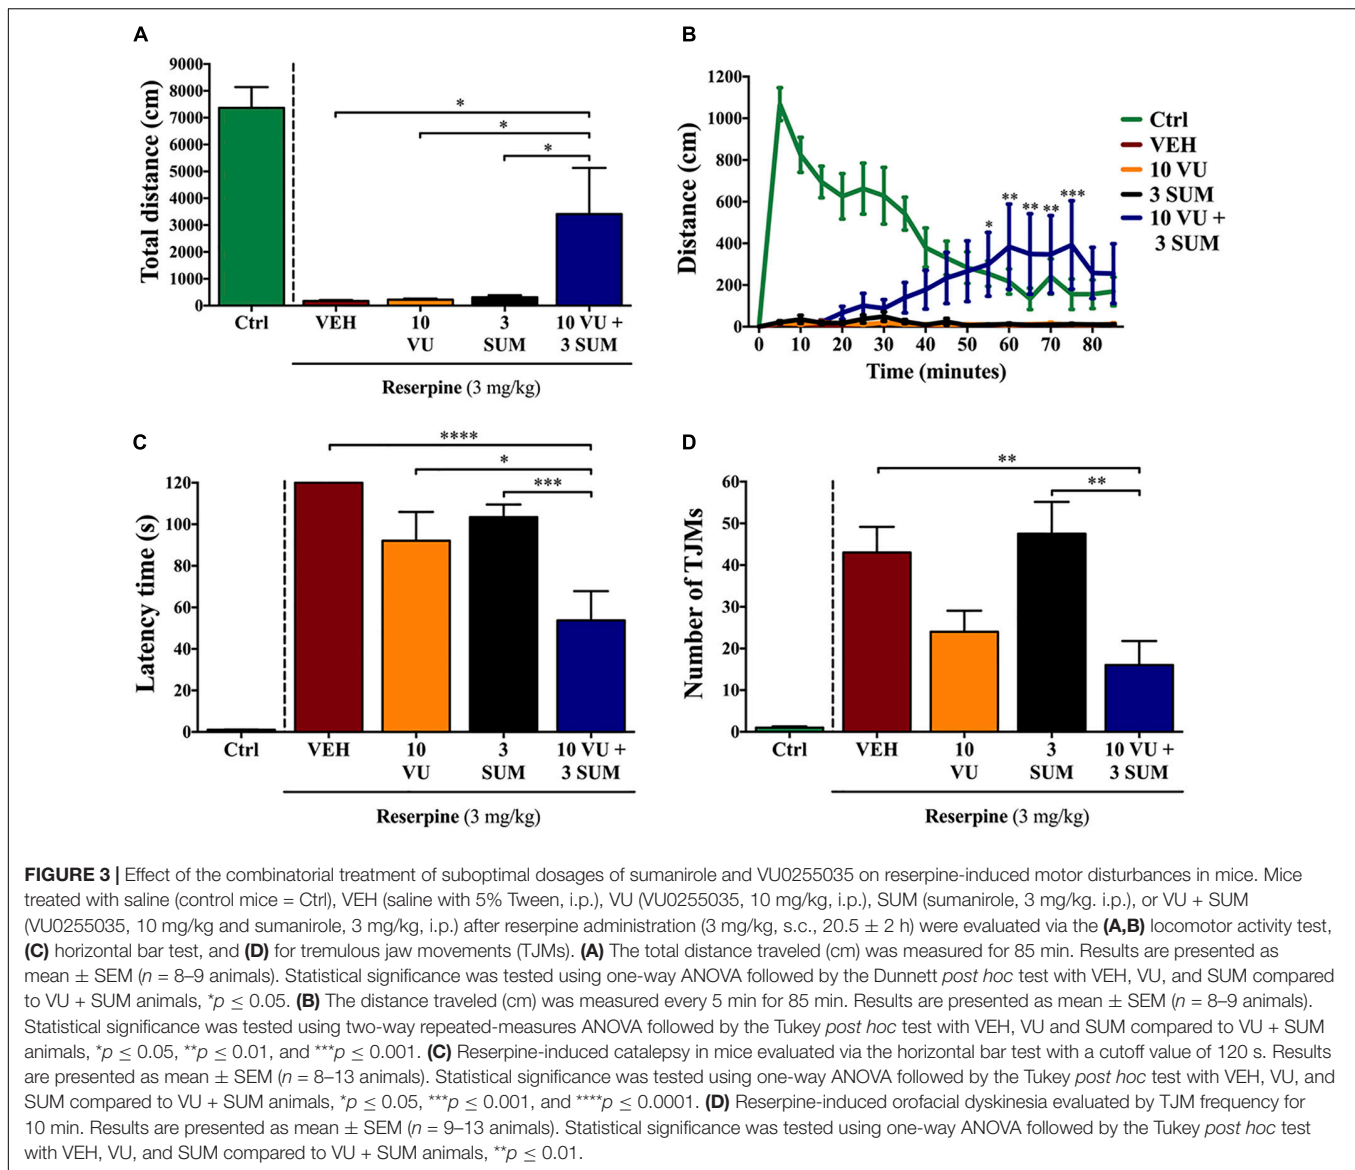 A
Total distance (cm)
9000
8000
7000
6000
5000
4000
3000
2000
1000
0
*
*
*
Ctrl
VEH
10
VU
3
SUM
10 VU +
3 SUM
Reserpine (3 mg/kg)
B
Distance (cm)
1200
1000
800
600
400
200
0
* ** ** ** ***
0 10 20 30 40 50 60 70 80
Time (minutes)
Ctrl
VEH
10 VU
3 SUM
10 VU +
3 SUM
C
Latency time (s)
120
100
80
60
40
20
0
****
*
***
Ctrl
VEH
10
VU
3
SUM
10 VU +
3 SUM
Reserpine (3 mg/kg)
D
Number of TJMs
60
50
40
30
20
10
0
**
**
Ctrl
VEH
10
VU
3
SUM
10 VU +
3 SUM
Reserpine (3 mg/kg)
FIGURE 3 | Effect of the combinatorial treatment of suboptimal dosages of sumanirole and VU0255035 on reserpine-induced motor disturbances in mice. Mice
treated with saline (control mice = Ctrl), VEH (saline with 5% Tween, i.p.), VU (VU0255035, 10 mg/kg, i.p.), SUM (sumanirole, 3 mg/kg. i.p.), or VU + SUM
(VU0255035, 10 mg/kg and sumanirole, 3 mg/kg, i.p.) after reserpine administration (3 mg/kg, s.c., 20.5 ± 2 h) were evaluated via the (A,B) locomotor activity test,
(C) horizontal bar test, and (D) for tremulous jaw movements (TJMs). (A) The total distance traveled (cm) was measured for 85 min. Results are presented as
mean ± SEM (n = 8–9 animals). Statistical significance was tested using one-way ANOVA followed by the Dunnett post hoc test with VEH, VU, and SUM compared
to VU + SUM animals, *p ≤ 0.05. (B) The distance traveled (cm) was measured every 5 min for 85 min. Results are presented as mean ± SEM (n = 8–9 animals).
Statistical significance was tested using two-way repeated-measures ANOVA followed by the Tukey post hoc test with VEH, VU and SUM compared to VU + SUM
animals, *p ≤ 0.05, **p ≤ 0.01, and ***p ≤ 0.001. (C) Reserpine-induced catalepsy in mice evaluated via the horizontal bar test with a cutoff value of 120 s. Results
are presented as mean ± SEM (n = 8–13 animals). Statistical significance was tested using one-way ANOVA followed by the Tukey post hoc test with VEH, VU, and
SUM compared to VU + SUM animals, *p ≤ 0.05, ***p ≤ 0.001, and ****p ≤ 0.0001. (D) Reserpine-induced orofacial dyskinesia evaluated by TJM frequency for
10 min. Results are presented as mean ± SEM (n = 9–13 animals). Statistical significance was tested using one-way ANOVA followed by the Tukey post hoc test
with VEH, VU, and SUM compared to VU + SUM animals, **p ≤ 0.01.